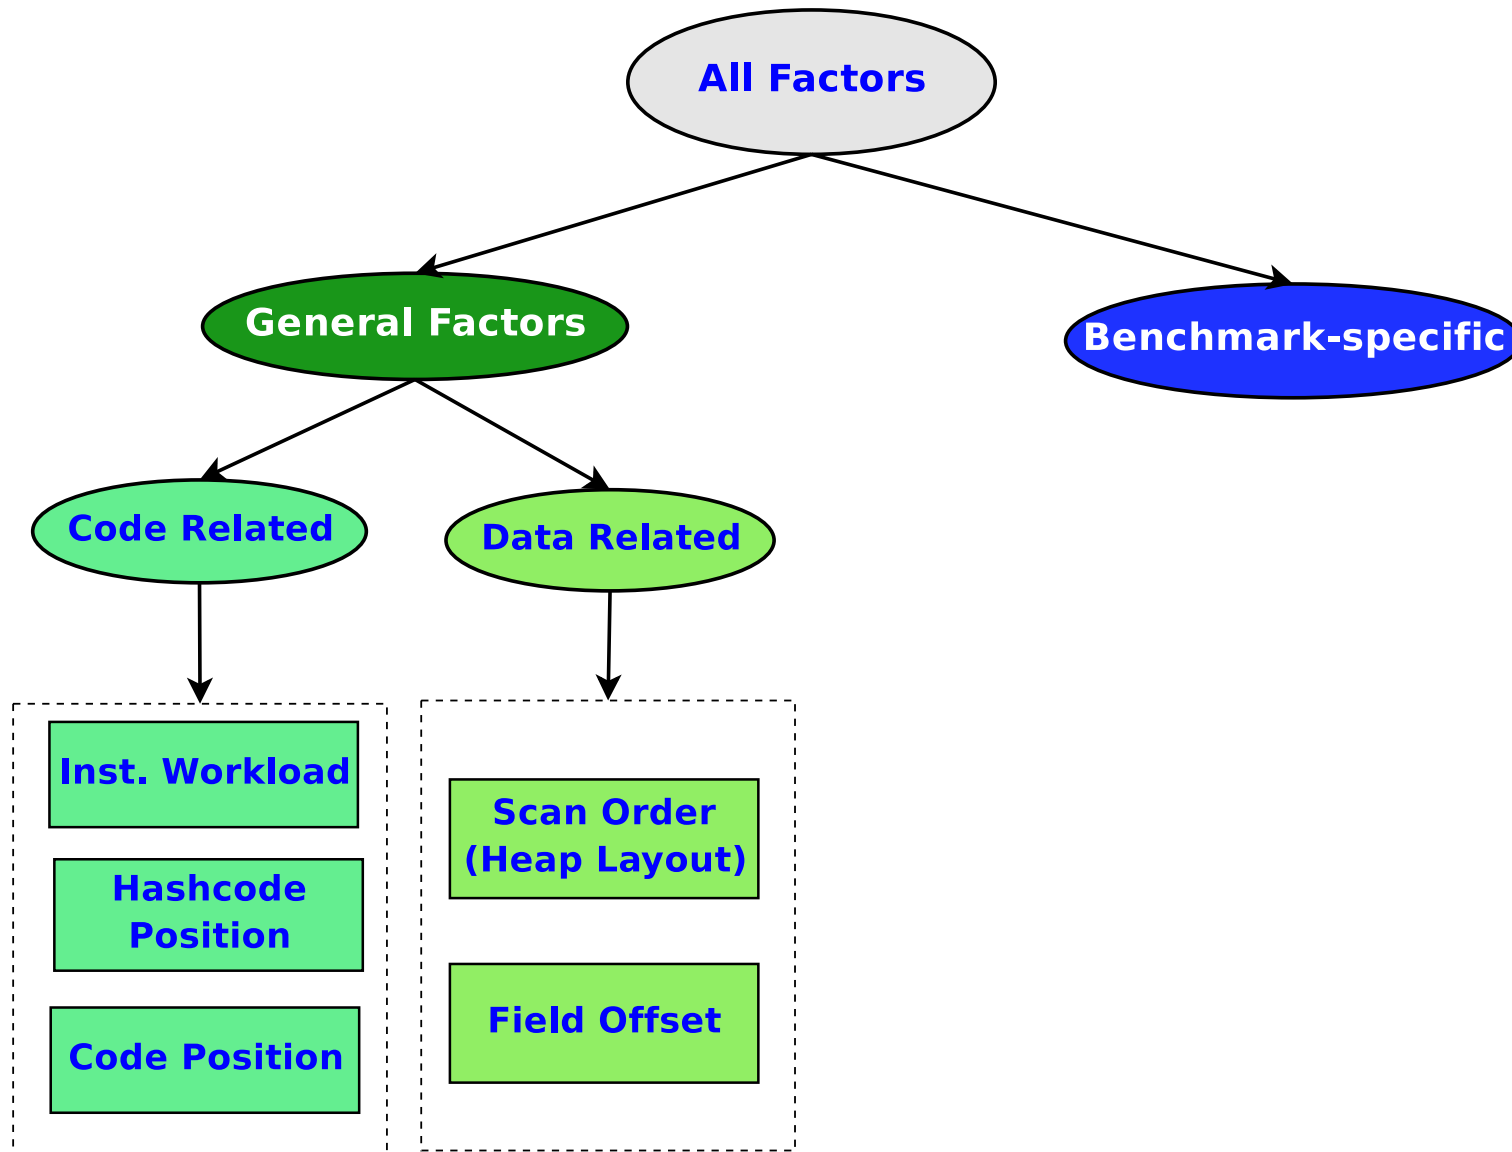 All Factors
General Factors
Benchmark-specific
Code Related
Data Related
Inst. Workload
Hashcode
Position
Code Position
Scan Order
(Heap Layout)
Field Offset